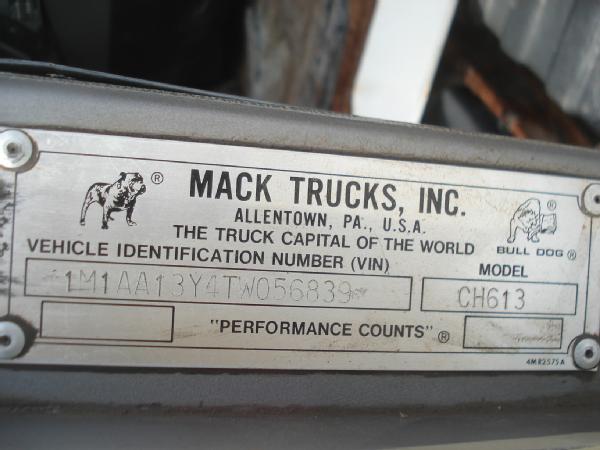 MACK TRUCKS, INC.
ALLENTOWN, PA., U.S.A.
THE TRUCK CAPITAL OF THE WORLD
BULL DOG ®
VEHICLE IDENTIFICATION NUMBER (VIN)
MODEL
1M1AA13Y4TW056839
CH613
"PERFORMANCE COUNTS" ®
4MR2575A